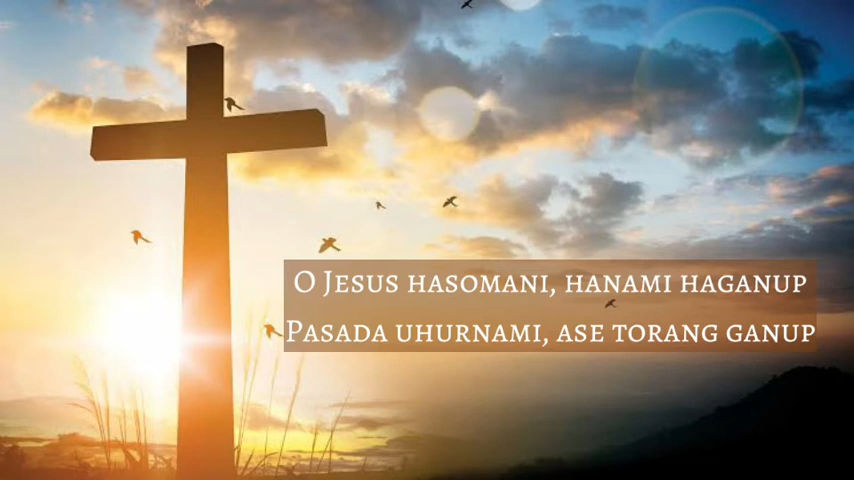 O Jesus hasomani, hanami haganup
Pasada uhurnami, ase torang ganup